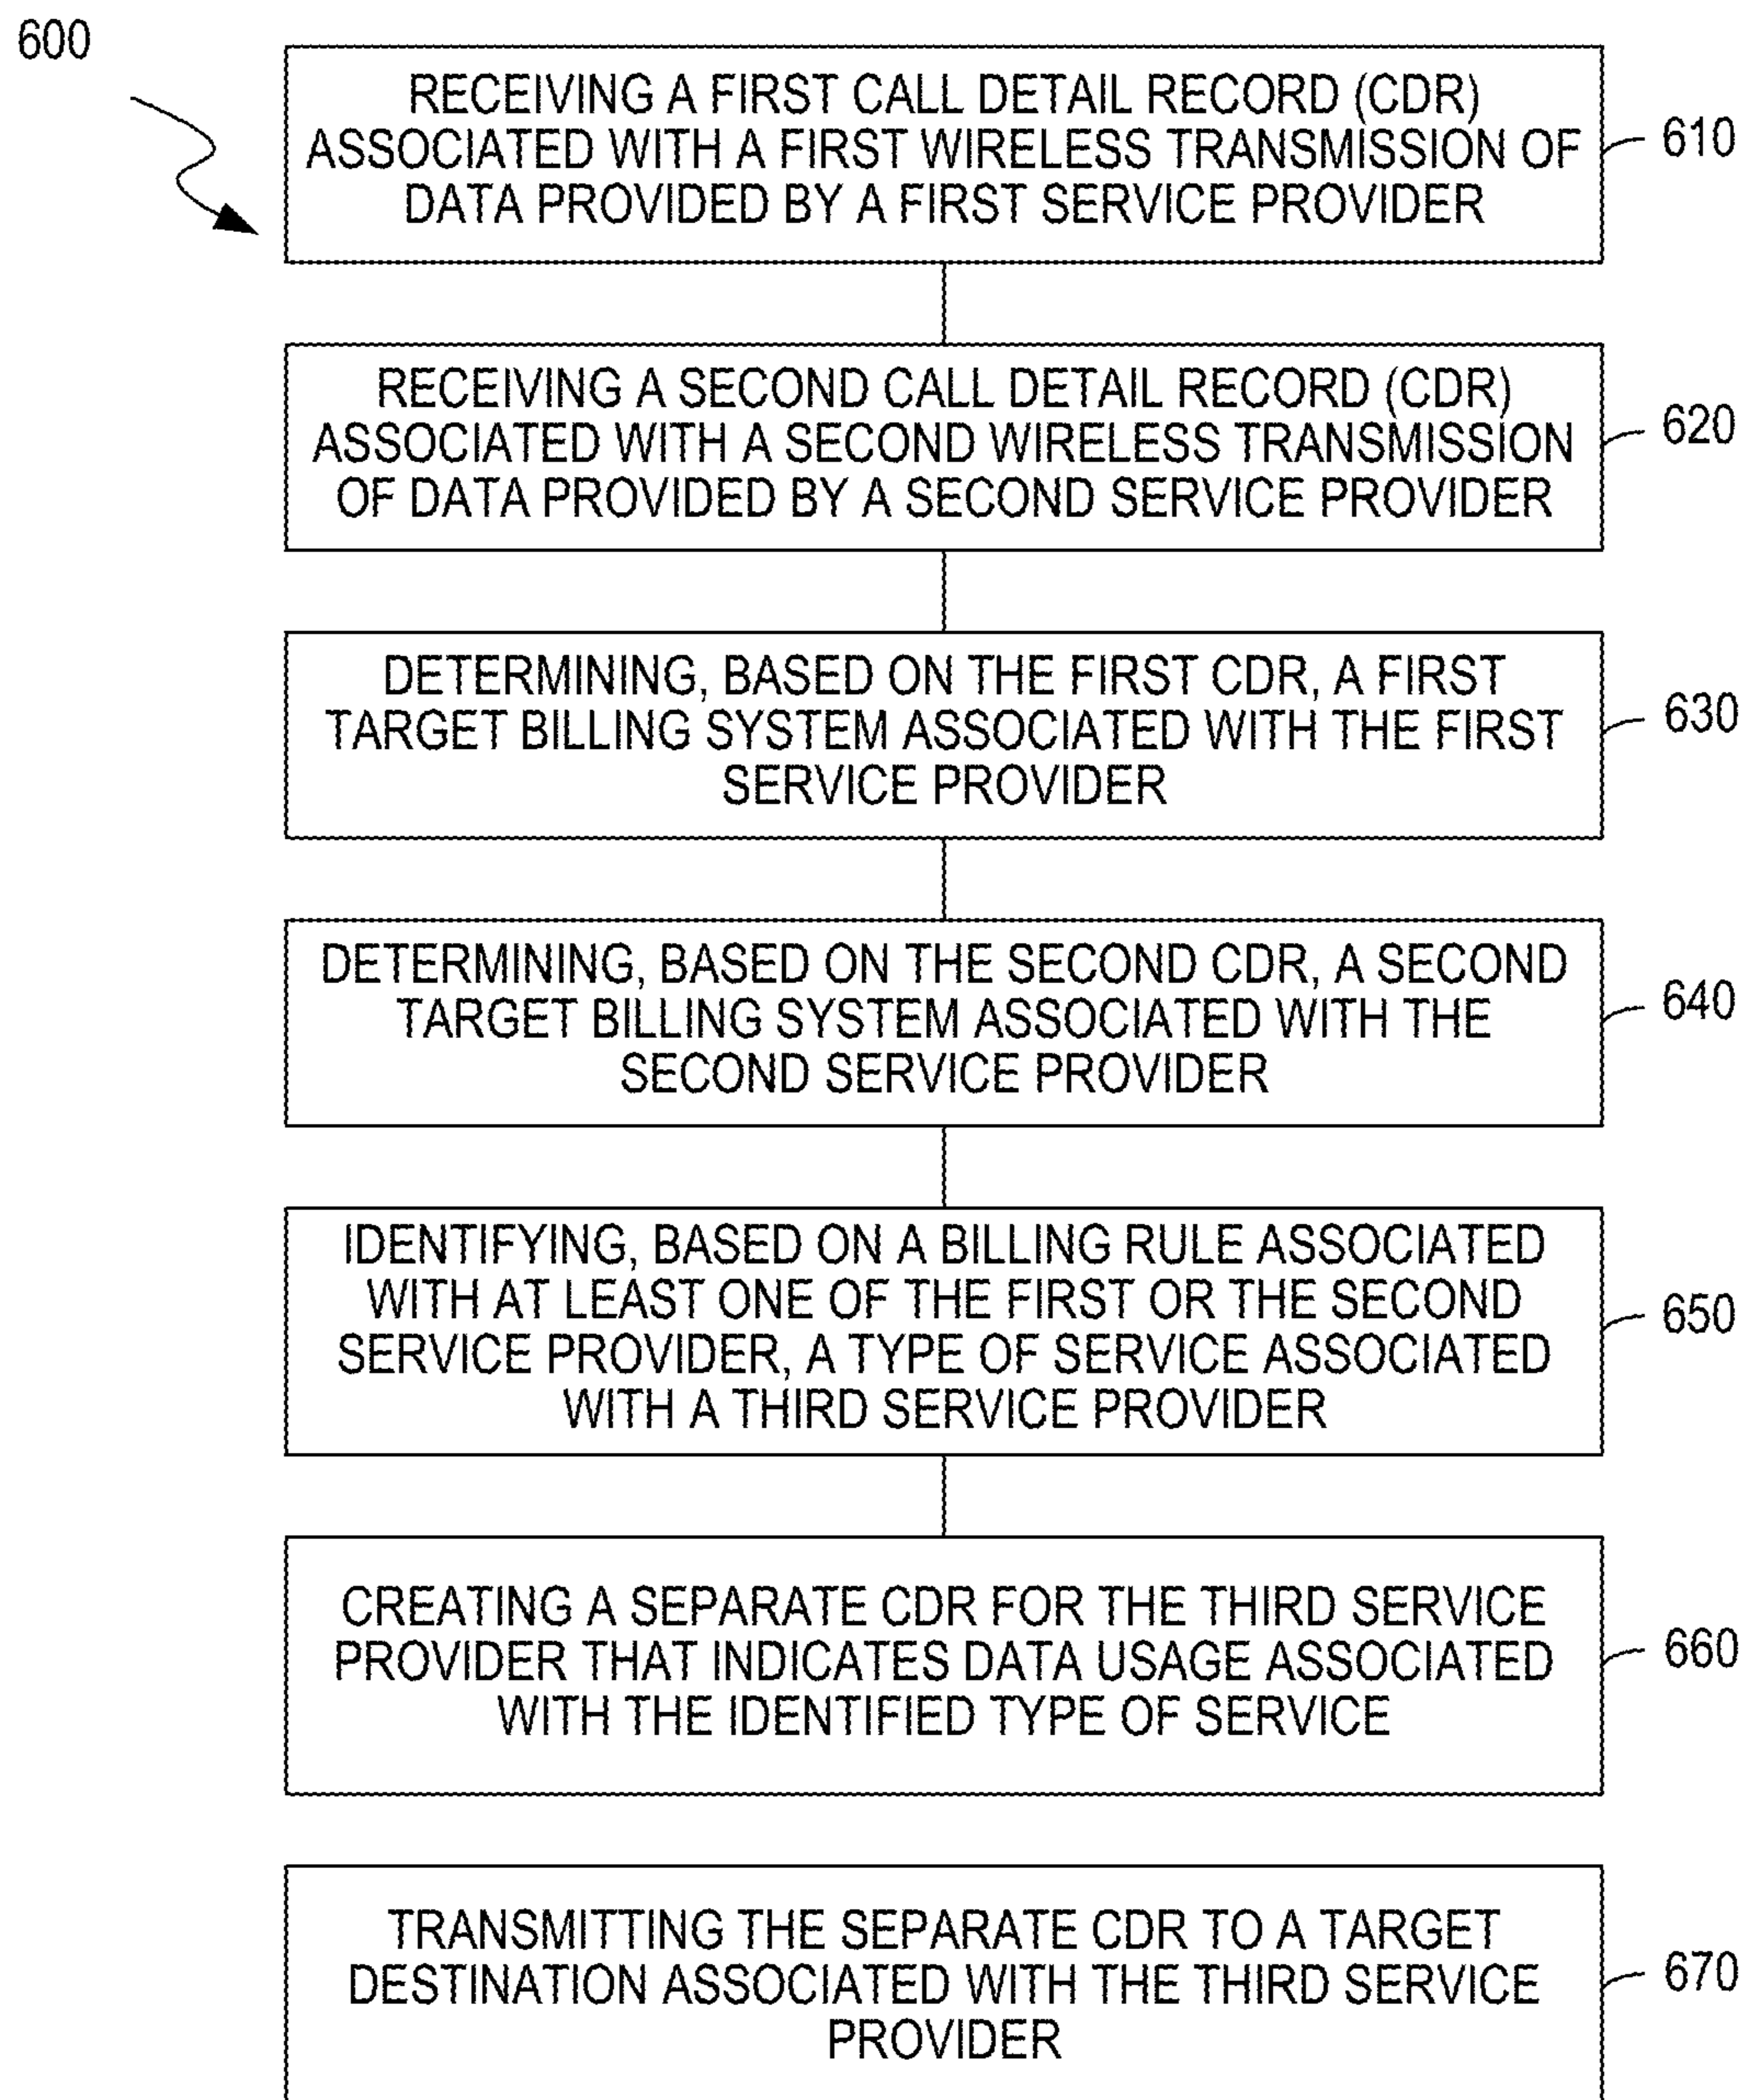 600
RECEIVING A FIRST CALL DETAIL RECORD (CDR)
ASSOCIATED WITH A FIRST WIRELESS TRANSMISSION OF
DATA PROVIDED BY A FIRST SERVICE PROVIDER
610
RECEIVING A SECOND CALL DETAIL RECORD (CDR)
ASSOCIATED WITH A SECOND WIRELESS TRANSMISSION
OF DATA PROVIDED BY A SECOND SERVICE PROVIDER
620
DETERMINING, BASED ON THE FIRST CDR, A FIRST
TARGET BILLING SYSTEM ASSOCIATED WITH THE FIRST
SERVICE PROVIDER
630
DETERMINING, BASED ON THE SECOND CDR, A SECOND
TARGET BILLING SYSTEM ASSOCIATED WITH THE
SECOND SERVICE PROVIDER
640
IDENTIFYING, BASED ON A BILLING RULE ASSOCIATED
WITH AT LEAST ONE OF THE FIRST OR THE SECOND
SERVICE PROVIDER, A TYPE OF SERVICE ASSOCIATED
WITH A THIRD SERVICE PROVIDER
650
CREATING A SEPARATE CDR FOR THE THIRD SERVICE
PROVIDER THAT INDICATES DATA USAGE ASSOCIATED
WITH THE IDENTIFIED TYPE OF SERVICE
660
TRANSMITTING THE SEPARATE CDR TO A TARGET
DESTINATION ASSOCIATED WITH THE THIRD SERVICE
PROVIDER
670